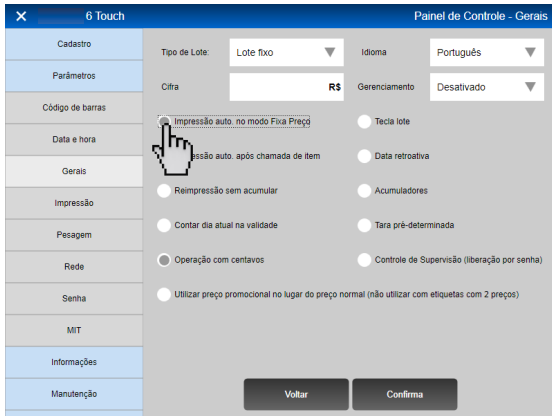 ✕ 6 Touch Painel de Controle - Gerais
Cadastro
Parâmetros
Código de barras
Data e hora
Gerais
Impressão
Pesagem
Rede
Senha
MIT
Informações
Manutenção
Tipo de Lote: Lote fixo Idioma Português
Cifra R$ Gerenciamento Desativado
Impressão auto. no modo Fixa Preço Tecla lote
ssão auto. após chamada de item Data retroativa
Reimpressão sem acumular Acumuladores
Contar dia atual na validade Tara pré-determinada
Operação com centavos Controle de Supervisão (liberação por senha)
Utilizar preço promocional no lugar do preço normal (não utilizar com etiquetas com 2 preços)
Voltar Confirma